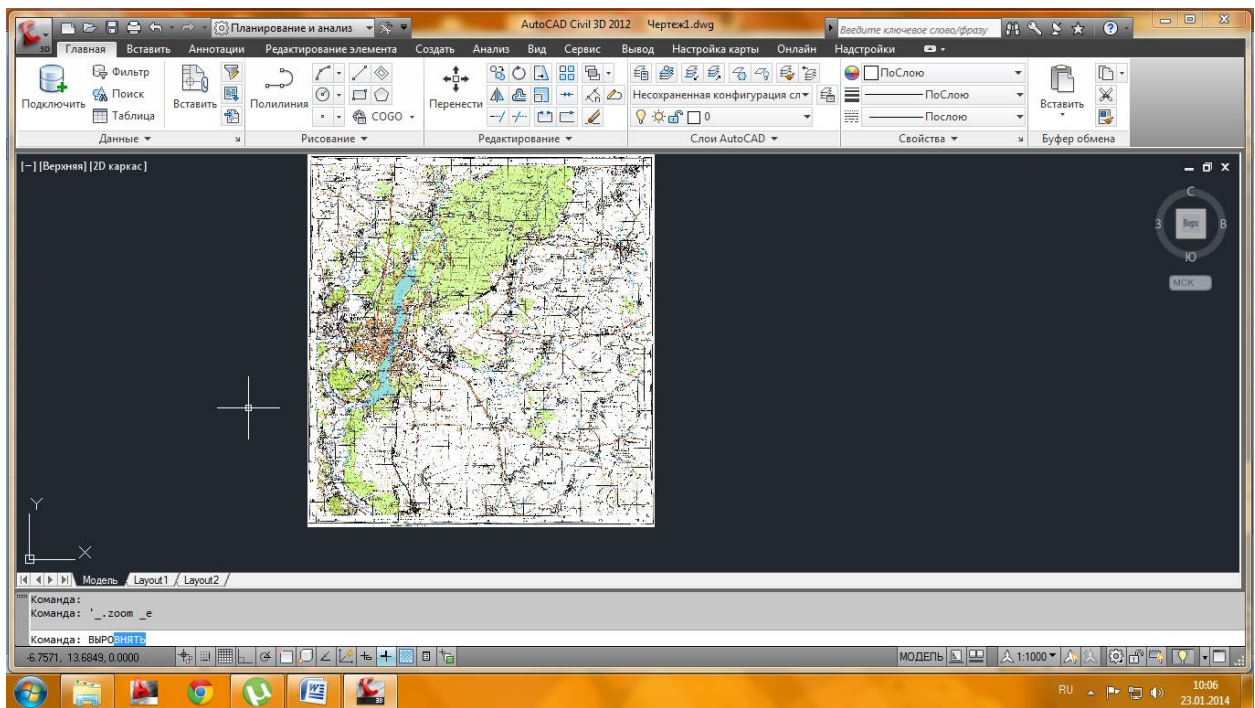 Планирование и анализ
AutoCAD Civil 3D 2012 Чертеж1.dwg
Введите ключевое слово/фразу
3D
Главная Вставить Аннотации Редактирование элемента Создать Анализ Вид Сервис Вывод Настройка карты Онлайн Надстройки
Подключить
Фильтр
Поиск
Таблица
Данные
Вставить
Полилиния
COGO
Рисование
Перенести
Редактирование
Несохраненная конфигурация сл
0
Слои AutoCAD
ПоСлою
ПоСлою
Послою
Свойства
Вставить
Буфер обмена
[−] [Верхняя] [2D каркас]
С
З Верх В
Ю
МСК
Y
X
Модель Layout1 Layout2
Команда:
Команда: '_.zoom _e
Команда: ВЫРОВНЯТЬ
-6.7571, 13.6849, 0.0000
МОДЕЛЬ 1:1000
3D
RU 10:06
23.01.2014